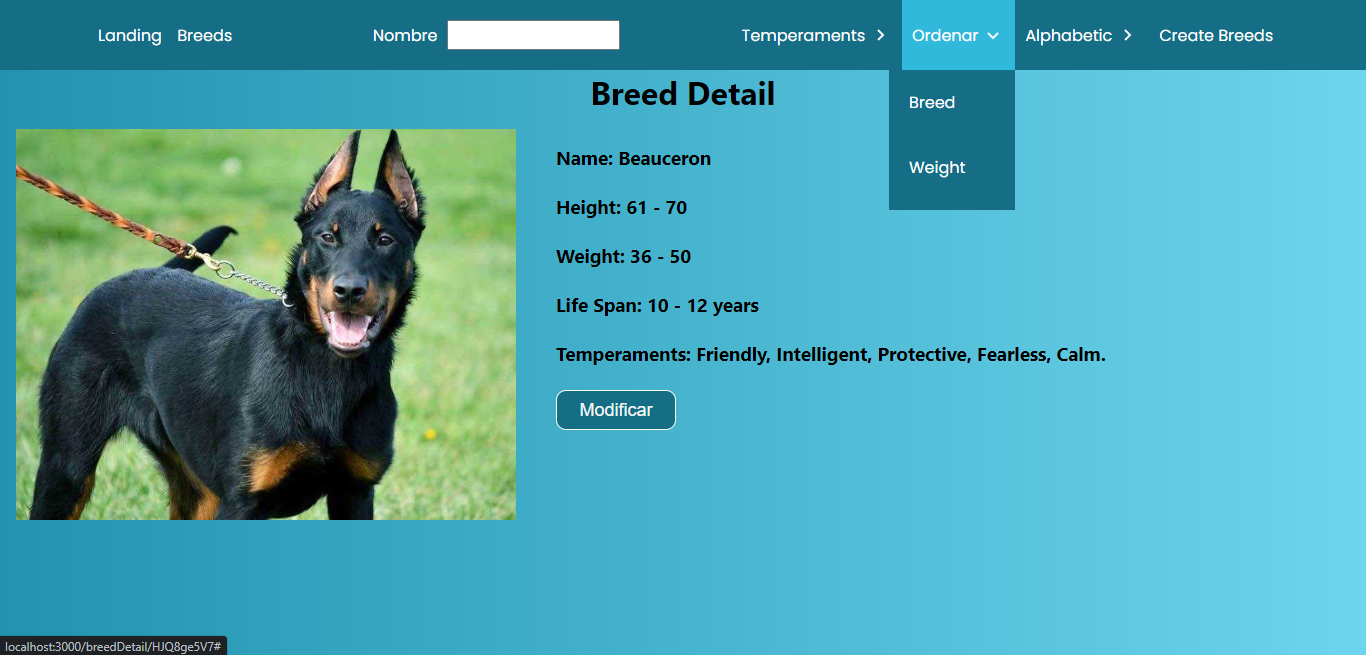 Landing Breeds Nombre Temperaments Ordenar Alphabetic Create Breeds
Breed
Weight
Breed Detail
Name: Beauceron
Height: 61 - 70
Weight: 36 - 50
Life Span: 10 - 12 years
Temperaments: Friendly, Intelligent, Protective, Fearless, Calm.
Modificar
localhost:3000/breedDetail/HJQ8ge5V7#